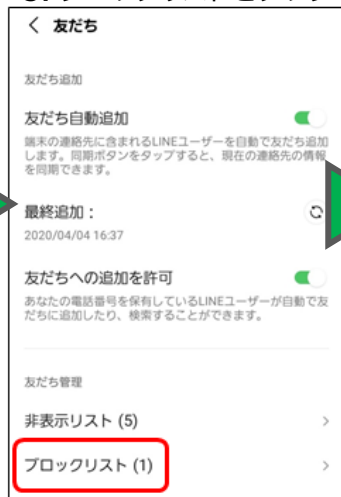 友だち
友だち追加
友だち自動追加
端末の連絡先に含まれるLINEユーザーを自動で友だち追加
します。同期ボタンをタップすると、現在の連絡先の情報
を同期できます。
最終追加：
2020/04/04 16:37
友だちへの追加を許可
あなたの電話番号を保有しているLINEユーザーが自動で友
だちに追加したり、検索することができます。
友だち管理
非表示リスト (5)
ブロックリスト (1)